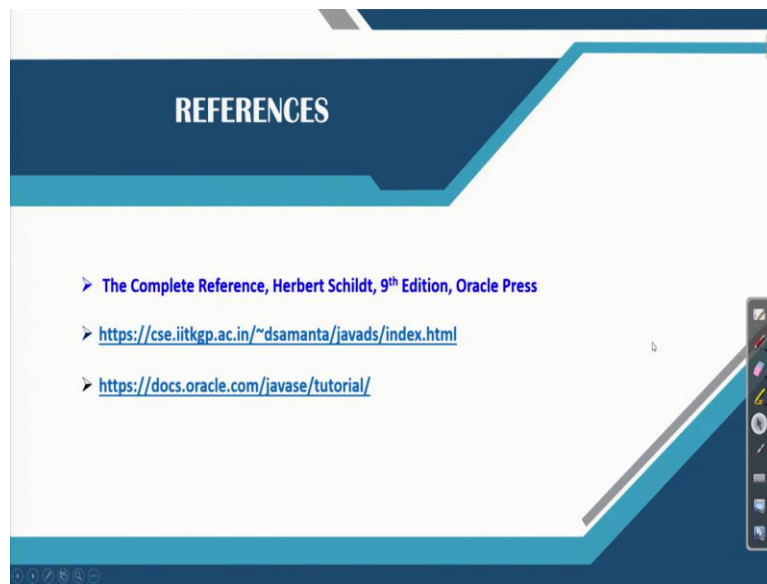 REFERENCES
The Complete Reference, Herbert Schildt, 9th Edition, Oracle Press
https://cse.iitkgp.ac.in/~dsamanta/javads/index.html
https://docs.oracle.com/javase/tutorial/